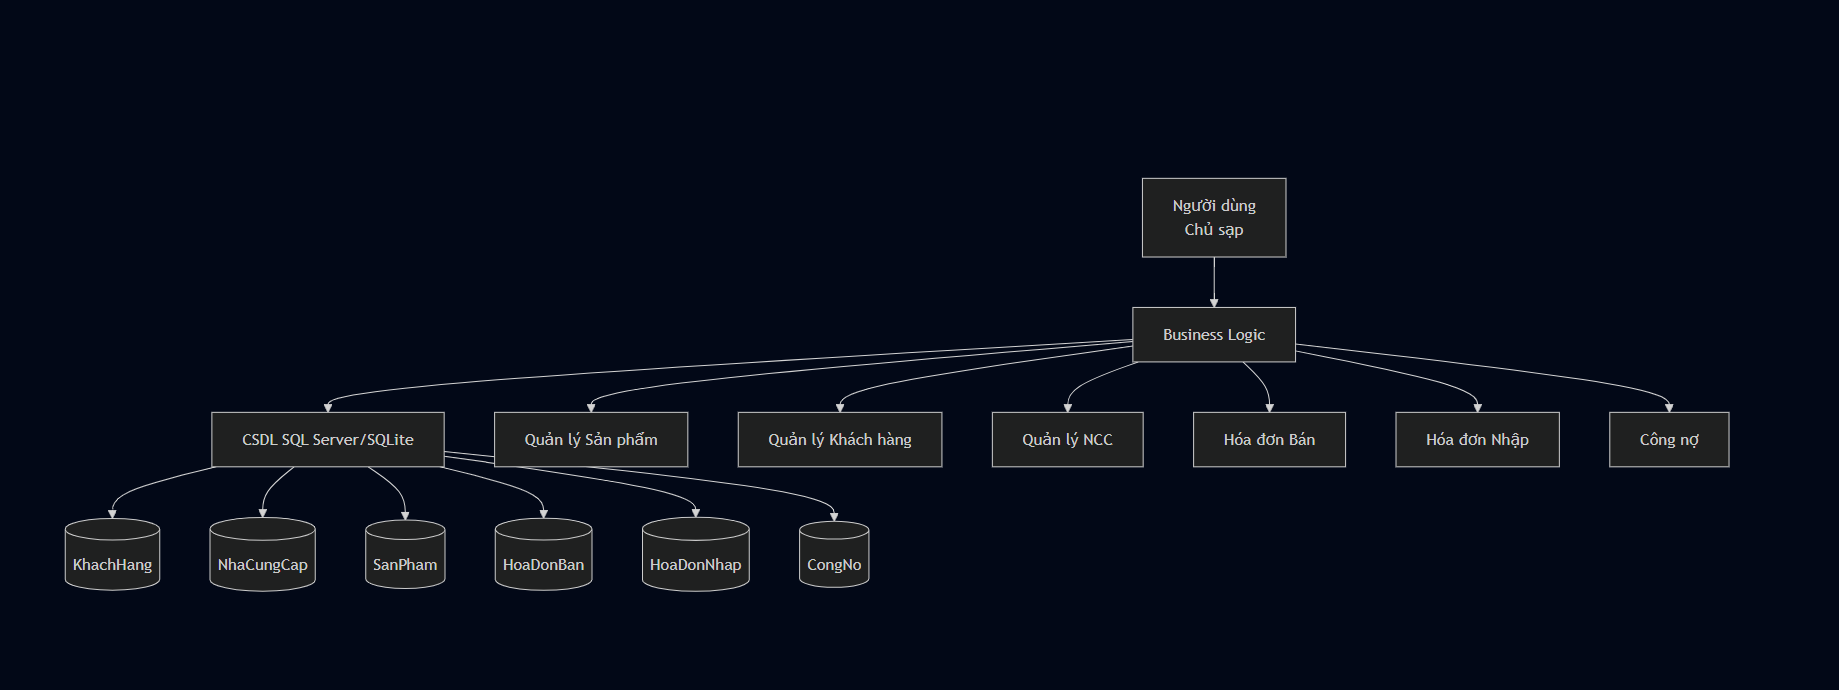 Người dùng
Chủ sạp
Business Logic
CSDL SQL Server/SQLite
Quản lý Sản phẩm
Quản lý Khách hàng
Quản lý NCC
Hóa đơn Bán
Hóa đơn Nhập
Công nợ
KhachHang
NhaCungCap
SanPham
HoaDonBan
HoaDonNhap
CongNo